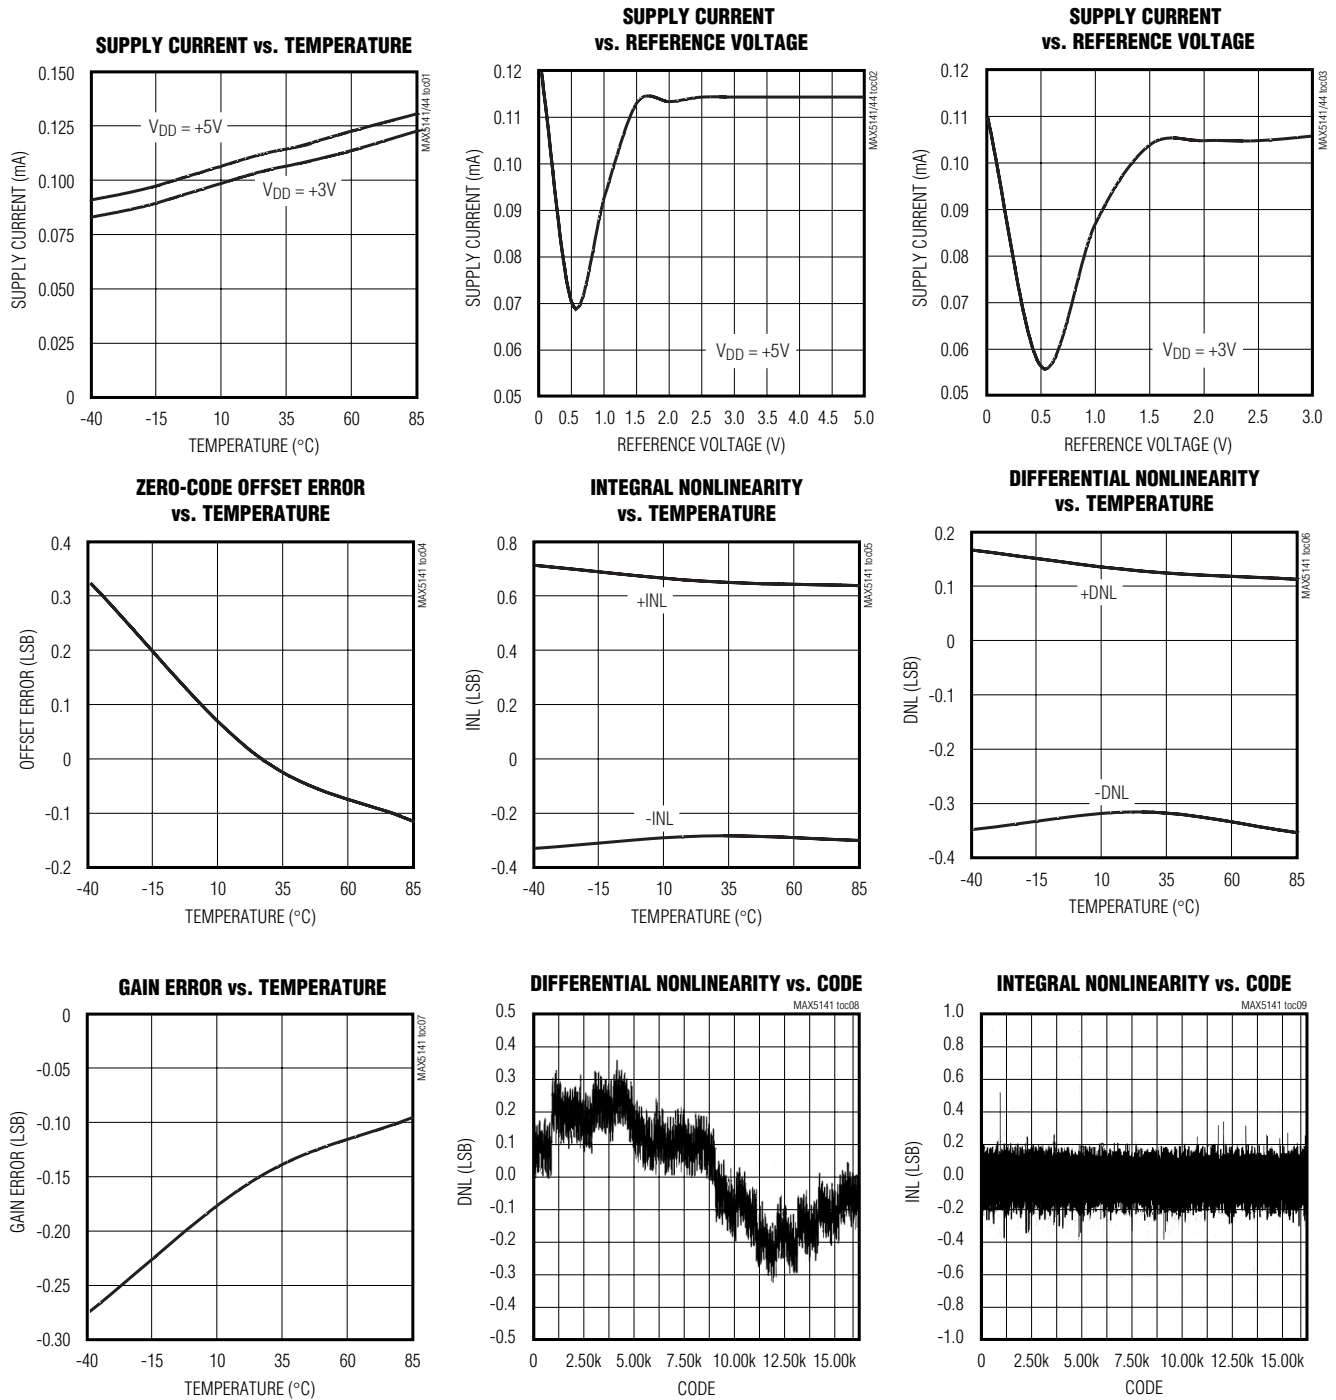 SUPPLY CURRENT vs. TEMPERATURE
0.150
0.125
0.100
0.075
0.050
0.025
0
SUPPLY CURRENT (mA)
VDD = +5V
VDD = +3V
-40 -15 10 35 60 85
TEMPERATURE (°C)
MAX5141/44 toc01
SUPPLY CURRENT
vs. REFERENCE VOLTAGE
0.12
0.11
0.10
0.09
0.08
0.07
0.06
0.05
SUPPLY CURRENT (mA)
VDD = +5V
0 0.5 1.0 1.5 2.0 2.5 3.0 3.5 4.0 4.5 5.0
REFERENCE VOLTAGE (V)
MAX5141/44 toc02
SUPPLY CURRENT
vs. REFERENCE VOLTAGE
0.12
0.11
0.10
0.09
0.08
0.07
0.06
0.05
SUPPLY CURRENT (mA)
VDD = +3V
0 0.5 1.0 1.5 2.0 2.5 3.0
REFERENCE VOLTAGE (V)
MAX5141/44 toc03
ZERO-CODE OFFSET ERROR
vs. TEMPERATURE
0.4
0.3
0.2
0.1
0
-0.1
-0.2
OFFSET ERROR (LSB)
-40 -15 10 35 60 85
TEMPERATURE (°C)
MAX5141 toc04
INTEGRAL NONLINEARITY
vs. TEMPERATURE
0.8
0.6
0.4
0.2
0
-0.2
-0.4
INL (LSB)
+INL
-INL
-40 -15 10 35 60 85
TEMPERATURE (°C)
MAX5141 toc05
DIFFERENTIAL NONLINEARITY
vs. TEMPERATURE
0.2
0.1
0
-0.1
-0.2
-0.3
-0.4
DNL (LSB)
+DNL
-DNL
-40 -15 10 35 60 85
TEMPERATURE (°C)
MAX5141 toc06
GAIN ERROR vs. TEMPERATURE
0
-0.05
-0.10
-0.15
-0.20
-0.25
-0.30
GAIN ERROR (LSB)
-40 -15 10 35 60 85
TEMPERATURE (°C)
MAX5141 toc07
DIFFERENTIAL NONLINEARITY vs. CODE
MAX5141 toc08
0.5
0.4
0.3
0.2
0.1
0.0
-0.1
-0.2
-0.3
-0.4
-0.5
DNL (LSB)
0 2.50k 5.00k 7.50k 10.00k 12.50k 15.00k
CODE
INTEGRAL NONLINEARITY vs. CODE
MAX5141 toc09
1.0
0.8
0.6
0.4
0.2
0.0
-0.2
-0.4
-0.6
-0.8
-1.0
INL (LSB)
0 2.50k 5.00k 7.50k 10.00k 12.50k 15.00k
CODE